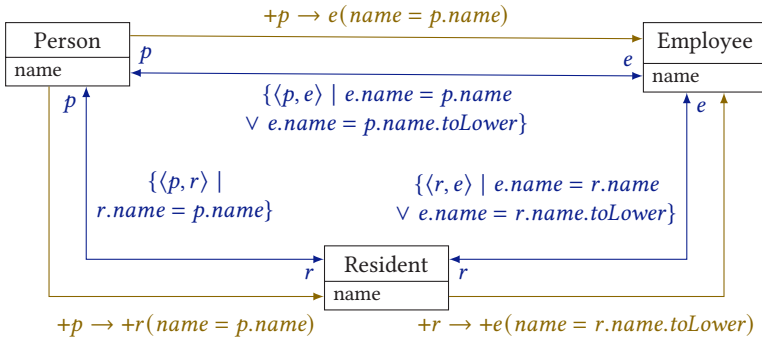 +p → e(name = p.name)
Person
Employee
name
p
e
name
{⟨p, e⟩ | e.name = p.name
∨ e.name = p.name.toLower}
p
e
{⟨p, r⟩ |
r.name = p.name}
{⟨r, e⟩ | e.name = r.name
∨ e.name = r.name.toLower}
r
Resident
r
name
+p → +r(name = p.name)
+r → +e(name = r.name.toLower)